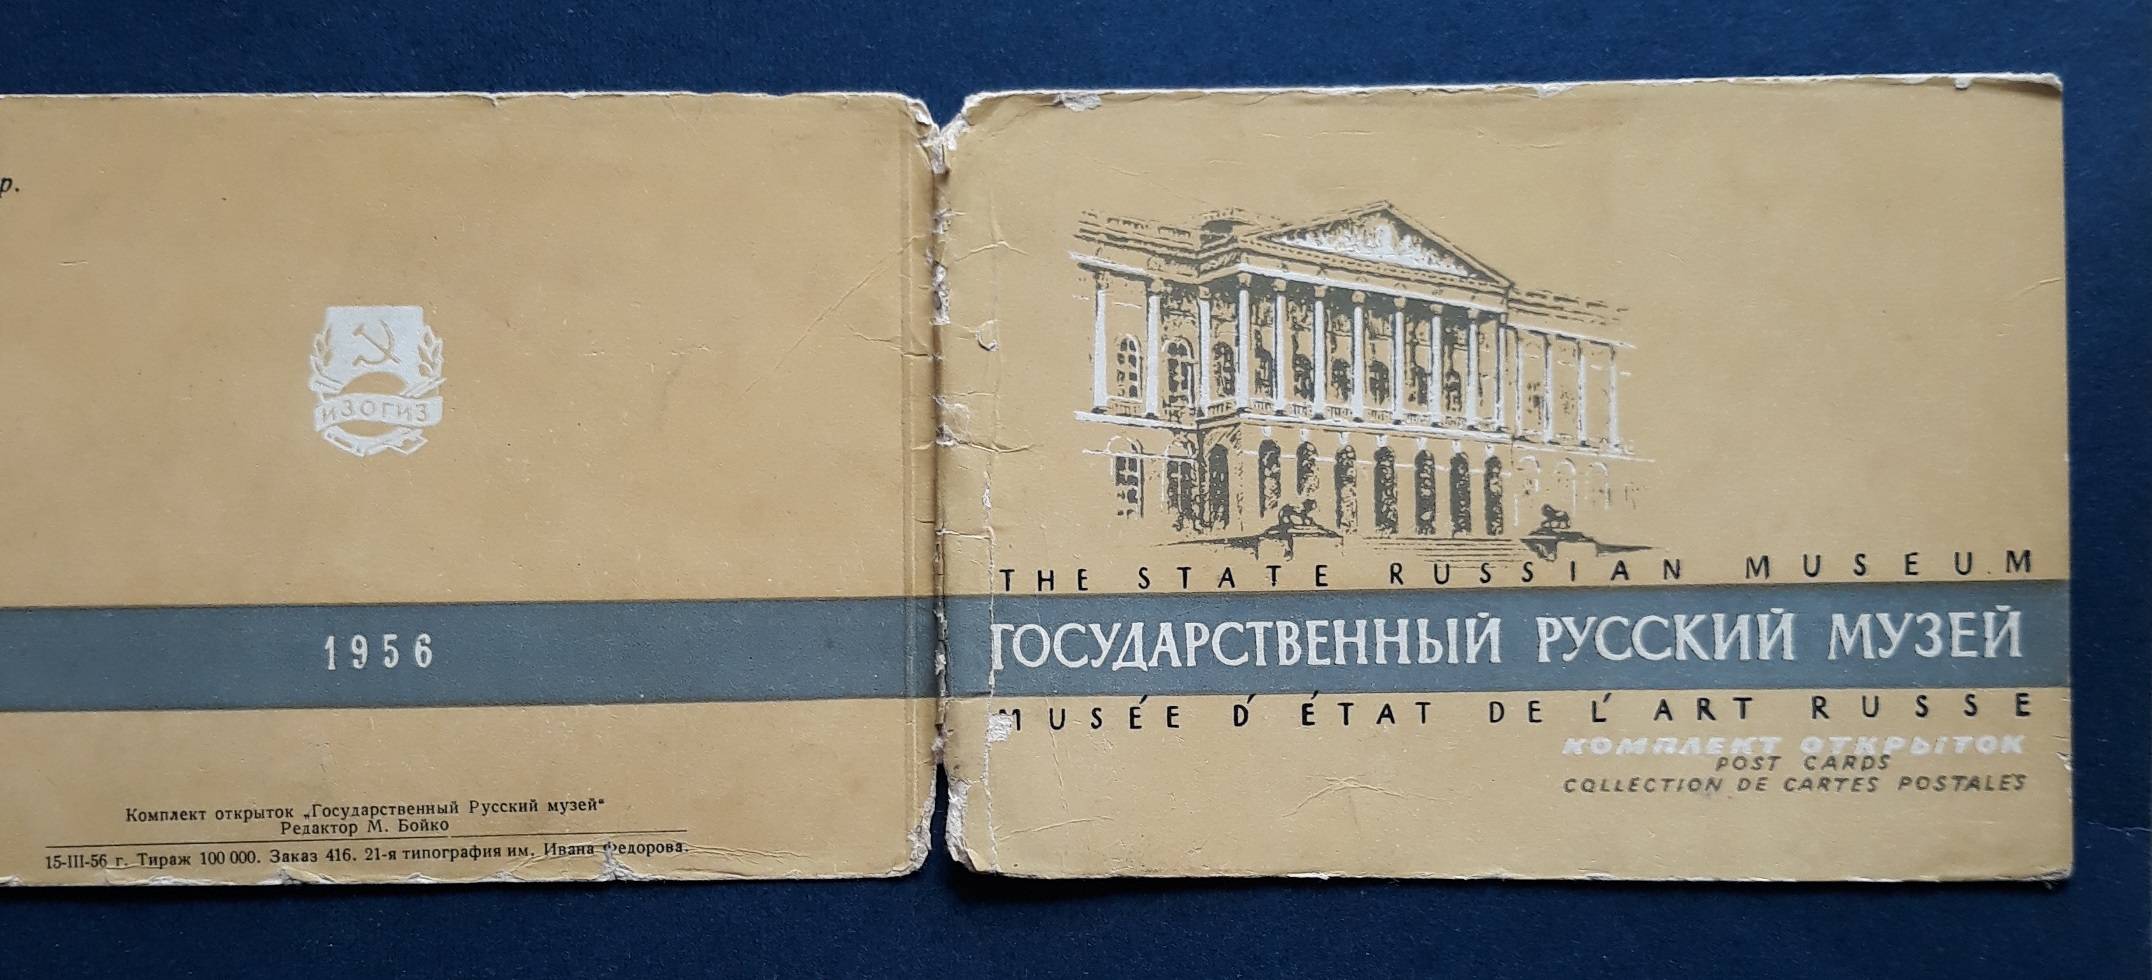 р.
ИЗОГИЗ
1956
Комплект открыток „Государственный Русский музей“
Редактор М. Бойко
15-III-56 г. Тираж 100 000. Заказ 416. 21-я типография им. Ивана Федорова.
THE STATE RUSSIAN MUSEUM
ГОСУДАРСТВЕННЫЙ РУССКИЙ МУЗЕЙ
MUSÉE D'ÉTAT DE L'ART RUSSE
КОМПЛЕКТ ОТКРЫТОК
POST CARDS
COLLECTION DE CARTES POSTALES